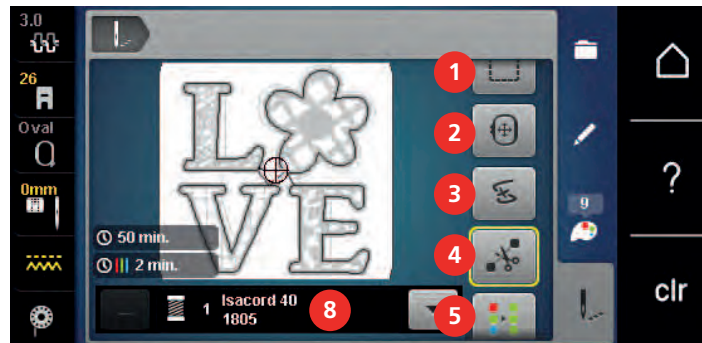 3.0
26
Oval
0mm
LOVE
50 min.
2 min.
1 Isacord 40
1805
1
2
3
4
5
8
9
?
clr